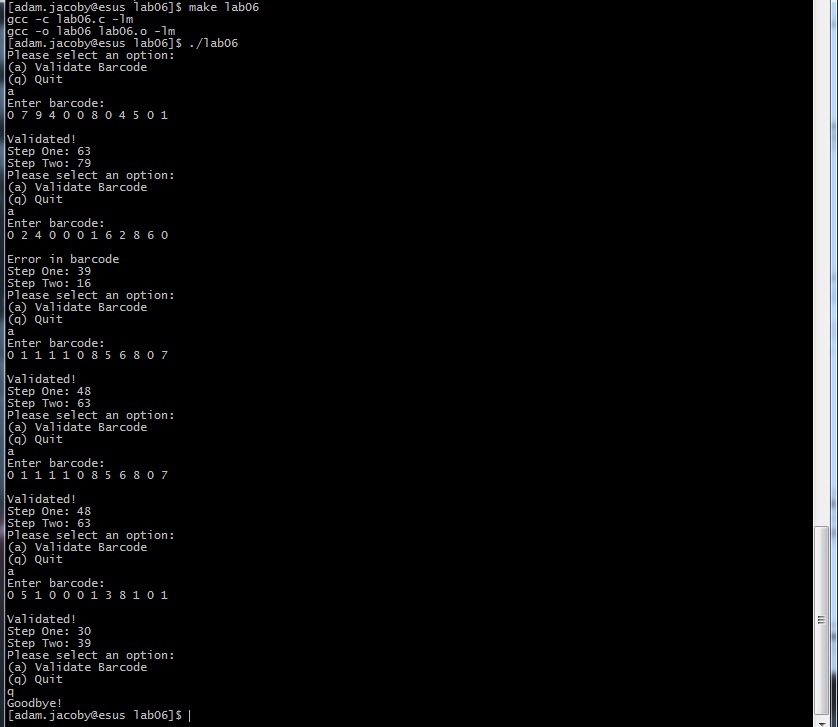 [adam.jacoby@esus lab06]$ make lab06
gcc -c lab06.c -lm
gcc -o lab06 lab06.o -lm
[adam.jacoby@esus lab06]$ ./lab06
Please select an option:
(a) Validate Barcode
(q) Quit
a
Enter barcode:
0 7 9 4 0 0 8 0 4 5 0 1
Validated!
Step One: 63
Step Two: 79
Please select an option:
(a) Validate Barcode
(q) Quit
a
Enter barcode:
0 2 4 0 0 0 1 6 2 8 6 0
Error in barcode
Step One: 39
Step Two: 16
Please select an option:
(a) Validate Barcode
(q) Quit
a
Enter barcode:
0 1 1 1 1 0 8 5 6 8 0 7
Validated!
Step One: 48
Step Two: 63
Please select an option:
(a) Validate Barcode
(q) Quit
a
Enter barcode:
0 1 1 1 1 0 8 5 6 8 0 7
Validated!
Step One: 48
Step Two: 63
Please select an option:
(a) Validate Barcode
(q) Quit
a
Enter barcode:
0 5 1 0 0 0 1 3 8 1 0 1
Validated!
Step One: 30
Step Two: 39
Please select an option:
(a) Validate Barcode
(q) Quit
q
Goodbye!
[adam.jacoby@esus lab06]$